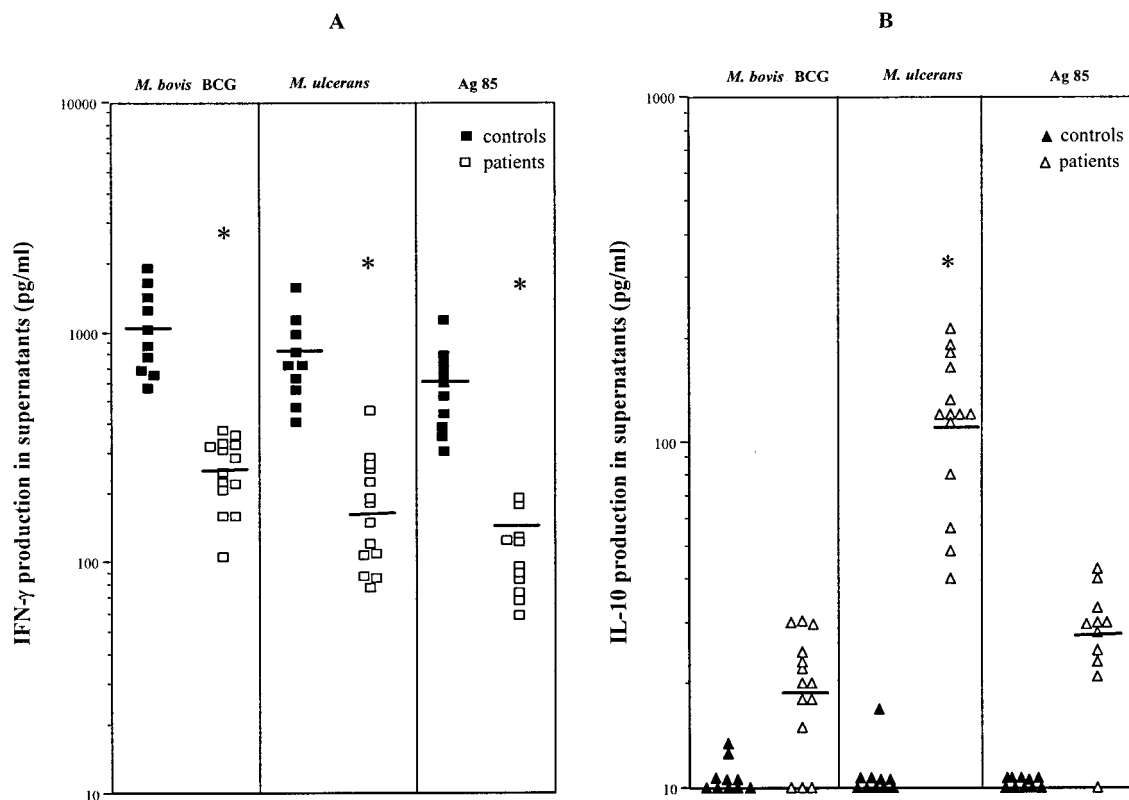 A
M. bovis BCG
M. ulcerans
Ag 85
10000
1000
100
10
IFN-γ production in supernatants (pg/ml)
controls
patients
*
*
*
B
M. bovis BCG
M. ulcerans
Ag 85
1000
100
10
IL-10 production in supernatants (pg/ml)
controls
patients
*